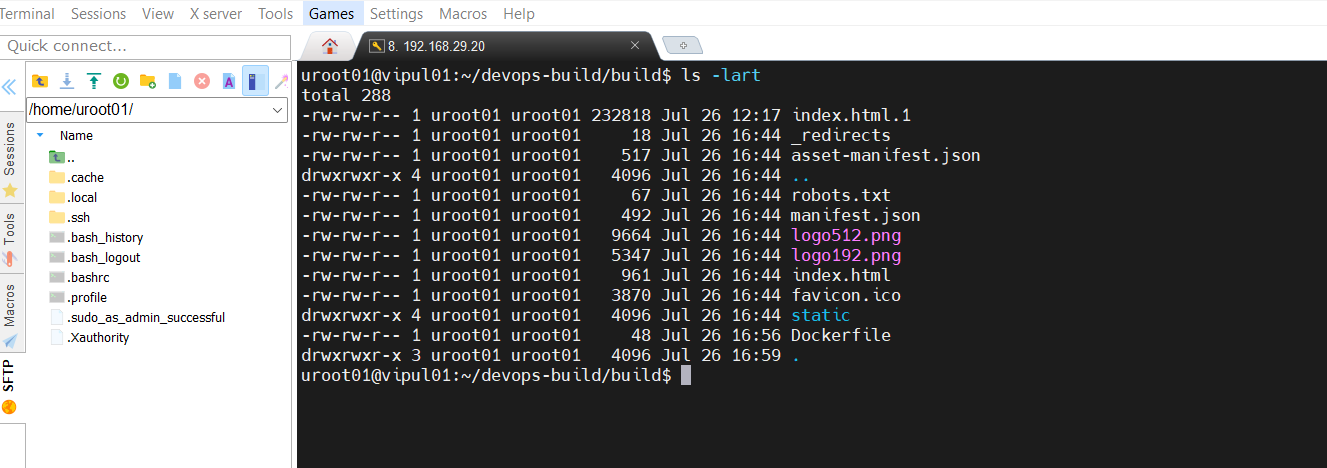 Terminal Sessions View X server Tools Games Settings Macros Help
Quick connect...
8. 192.168.29.20
/home/uroot01/
Name
..
.cache
.local
.ssh
.bash_history
.bash_logout
.bashrc
.profile
.sudo_as_admin_successful
.Xauthority
Sessions
Tools
Macros
SFTP
uroot01@vipul01:~/devops-build/build$ ls -lart
total 288
-rw-rw-r-- 1 uroot01 uroot01 232818 Jul 26 12:17 index.html.1
-rw-rw-r-- 1 uroot01 uroot01     18 Jul 26 16:44 _redirects
-rw-rw-r-- 1 uroot01 uroot01    517 Jul 26 16:44 asset-manifest.json
drwxrwxr-x 4 uroot01 uroot01   4096 Jul 26 16:44 ..
-rw-rw-r-- 1 uroot01 uroot01     67 Jul 26 16:44 robots.txt
-rw-rw-r-- 1 uroot01 uroot01    492 Jul 26 16:44 manifest.json
-rw-rw-r-- 1 uroot01 uroot01   9664 Jul 26 16:44 logo512.png
-rw-rw-r-- 1 uroot01 uroot01   5347 Jul 26 16:44 logo192.png
-rw-rw-r-- 1 uroot01 uroot01    961 Jul 26 16:44 index.html
-rw-rw-r-- 1 uroot01 uroot01   3870 Jul 26 16:44 favicon.ico
drwxrwxr-x 4 uroot01 uroot01   4096 Jul 26 16:44 static
-rw-rw-r-- 1 uroot01 uroot01     48 Jul 26 16:56 Dockerfile
drwxrwxr-x 3 uroot01 uroot01   4096 Jul 26 16:59 .
uroot01@vipul01:~/devops-build/build$